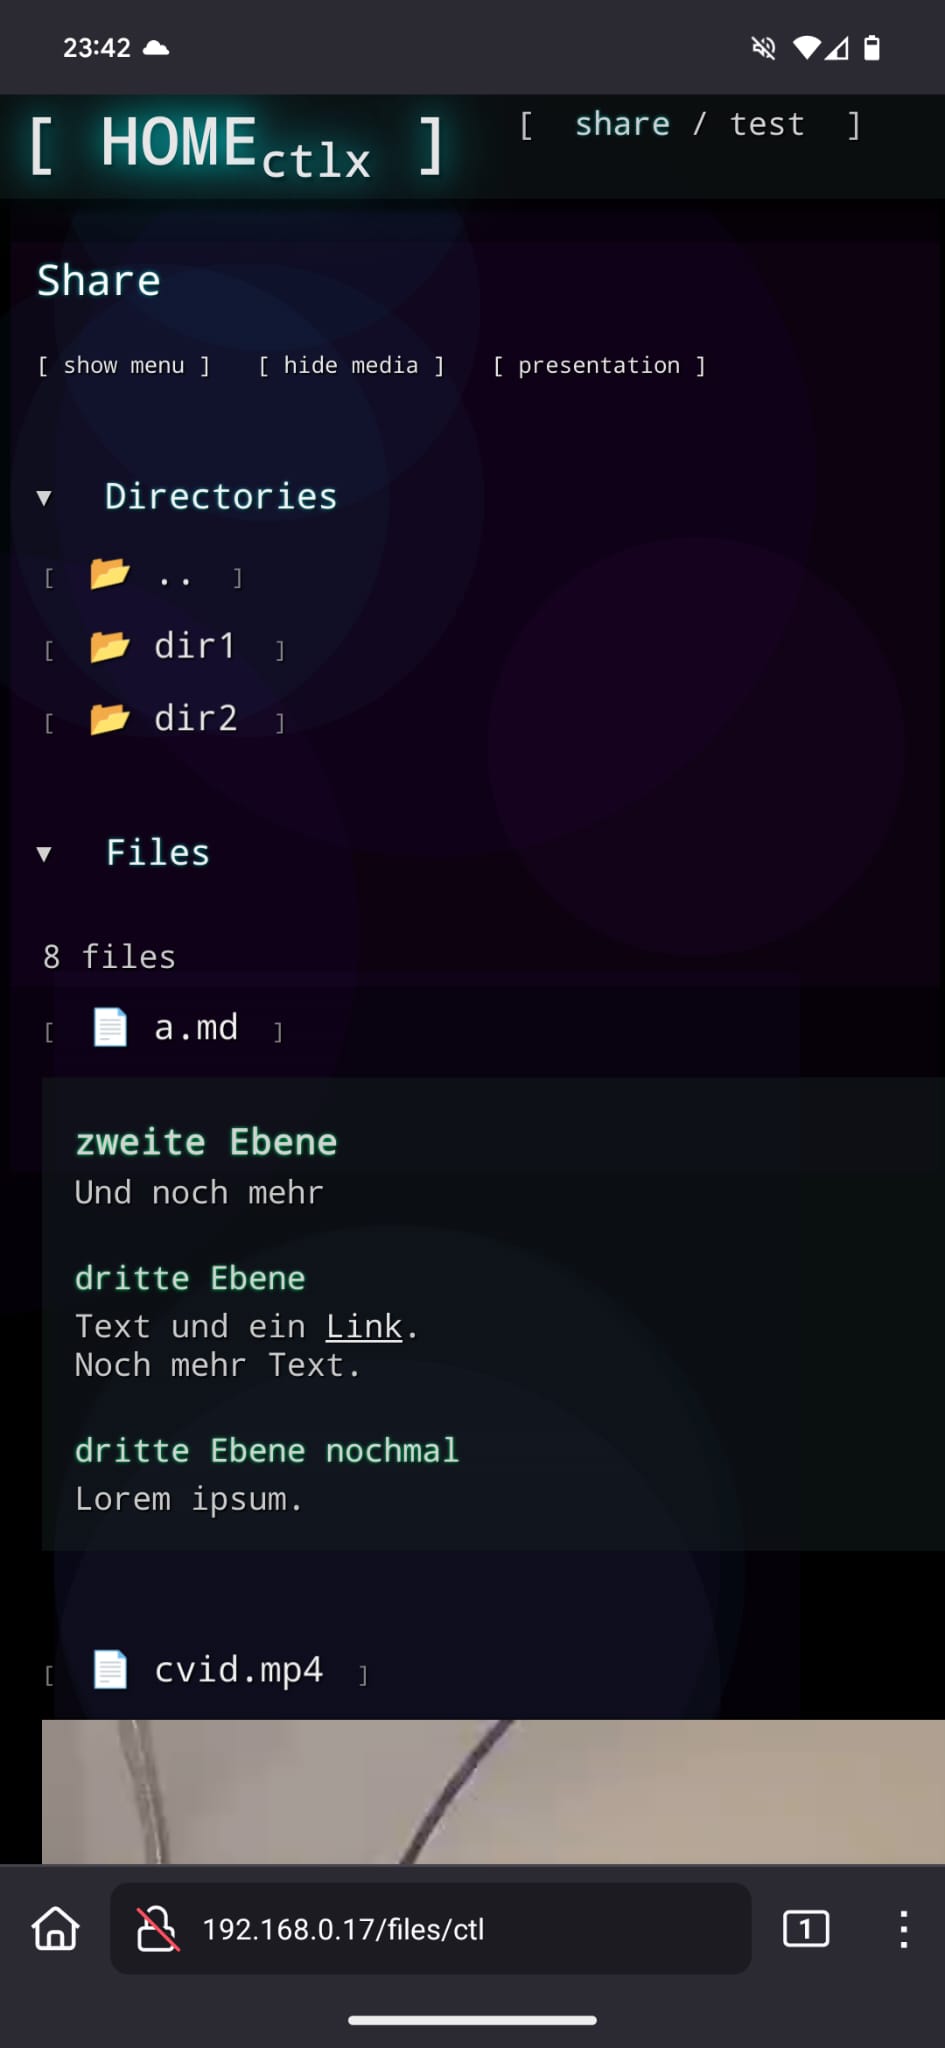 23:42
[ HOMEctlx ] [ share / test ]
Share
[ show menu ] [ hide media ] [ presentation ]
▼ Directories
[ 📂 .. ]
[ 📂 dir1 ]
[ 📂 dir2 ]
▼ Files
8 files
[ 📄 a.md ]
zweite Ebene
Und noch mehr
dritte Ebene
Text und ein Link.
Noch mehr Text.
dritte Ebene nochmal
Lorem ipsum.
[ 📄 cvid.mp4 ]
192.168.0.17/files/ctl 1